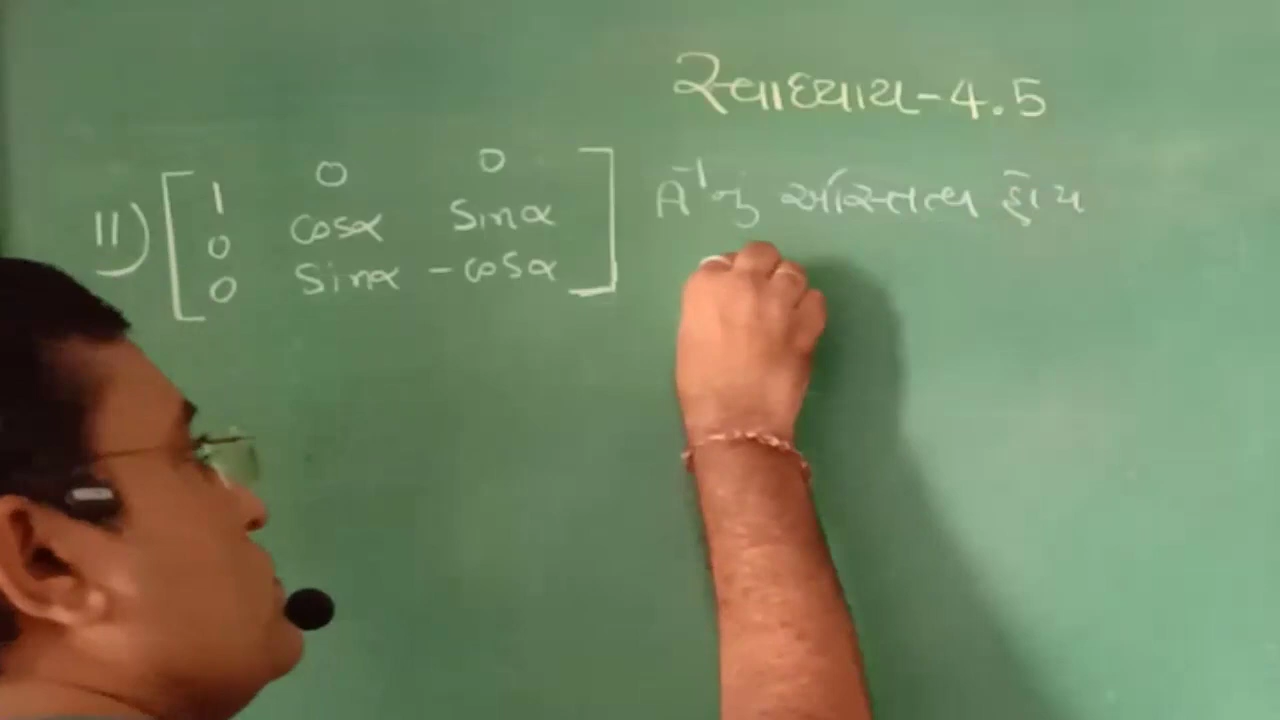 સ્વાધ્યાય-4.5
11) [ 1 0 0
0 cosα sinα
0 sinα -cosα ]
A⁻¹નું અસ્તિત્વ હોય